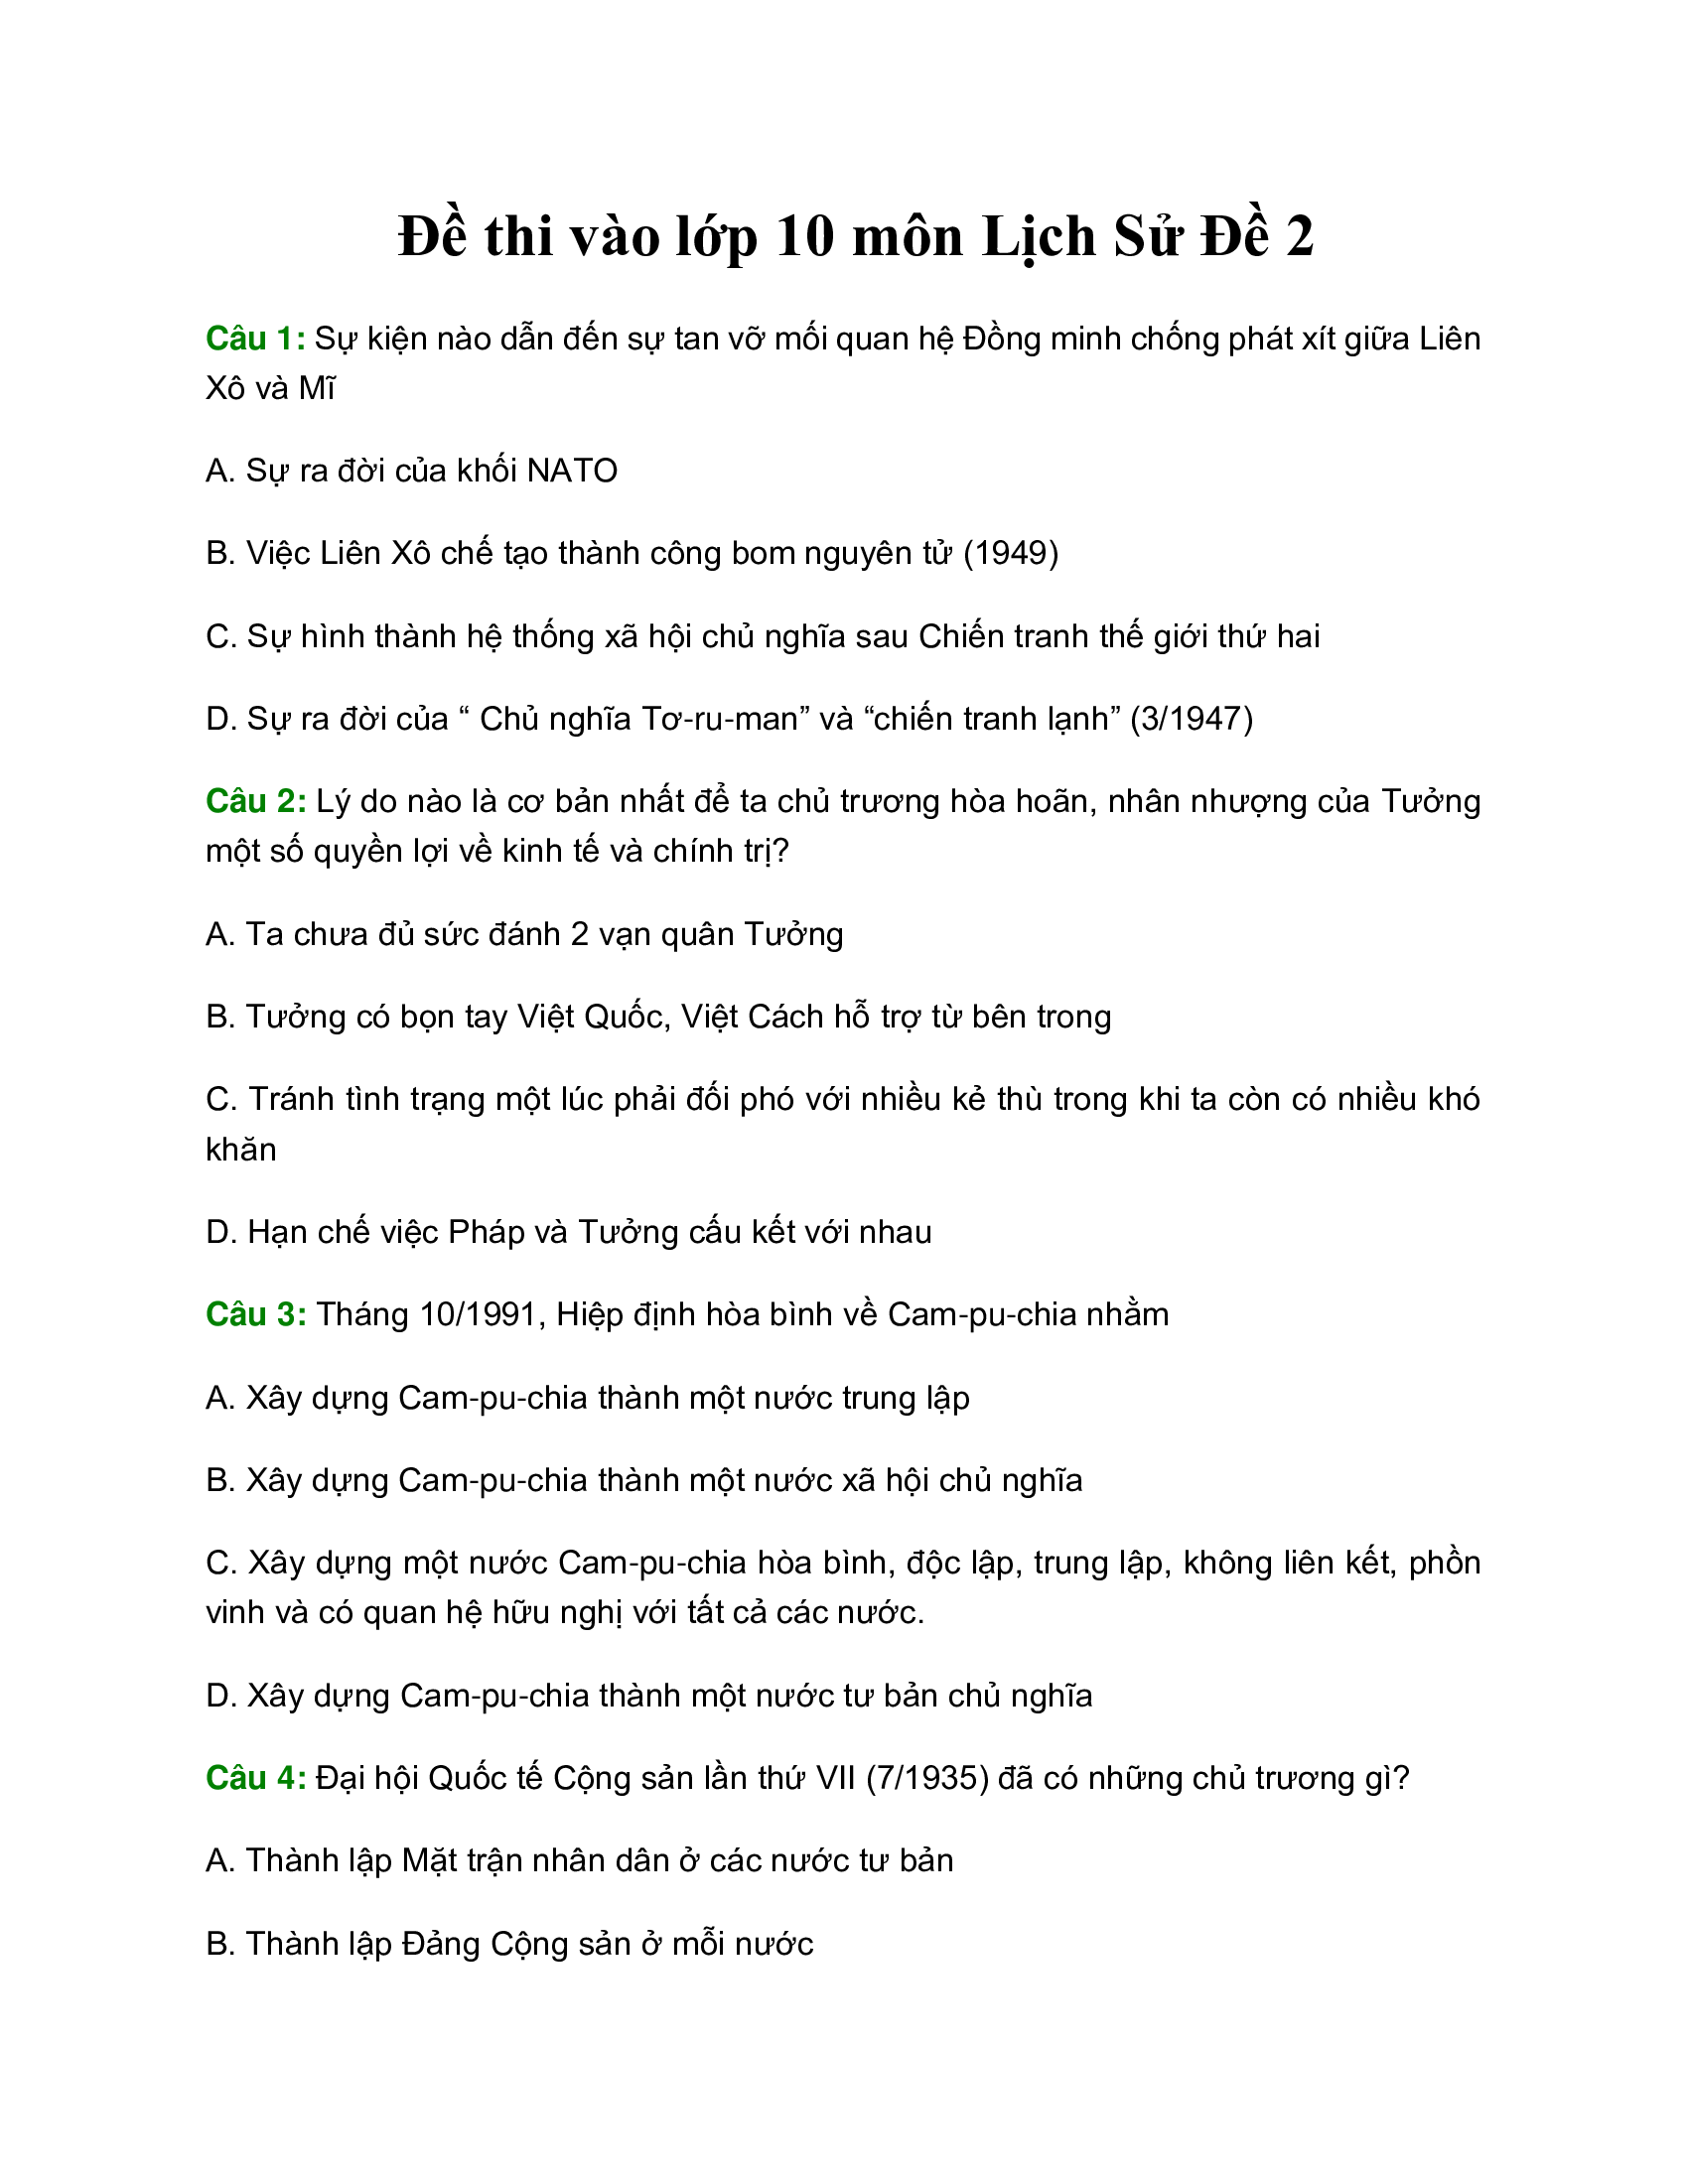 Đề thi vào lớp 10 môn Lịch Sử Đề 2
Câu 1: Sự kiện nào dẫn đến sự tan vỡ mối quan hệ Đồng minh chống phát xít giữa Liên
Xô và Mĩ
A. Sự ra đời của khối NATO
B. Việc Liên Xô chế tạo thành công bom nguyên tử (1949)
C. Sự hình thành hệ thống xã hội chủ nghĩa sau Chiến tranh thế giới thứ hai
D. Sự ra đời của “ Chủ nghĩa Tơ-ru-man” và “chiến tranh lạnh” (3/1947)
Câu 2: Lý do nào là cơ bản nhất để ta chủ trương hòa hoãn, nhân nhượng của Tưởng
một số quyền lợi về kinh tế và chính trị?
A. Ta chưa đủ sức đánh 2 vạn quân Tưởng
B. Tưởng có bọn tay Việt Quốc, Việt Cách hỗ trợ từ bên trong
C. Tránh tình trạng một lúc phải đối phó với nhiều kẻ thù trong khi ta còn có nhiều khó
khăn
D. Hạn chế việc Pháp và Tưởng cấu kết với nhau
Câu 3: Tháng 10/1991, Hiệp định hòa bình về Cam-pu-chia nhằm
A. Xây dựng Cam-pu-chia thành một nước trung lập
B. Xây dựng Cam-pu-chia thành một nước xã hội chủ nghĩa
C. Xây dựng một nước Cam-pu-chia hòa bình, độc lập, trung lập, không liên kết, phồn
vinh và có quan hệ hữu nghị với tất cả các nước.
D. Xây dựng Cam-pu-chia thành một nước tư bản chủ nghĩa
Câu 4: Đại hội Quốc tế Cộng sản lần thứ VII (7/1935) đã có những chủ trương gì?
A. Thành lập Mặt trận nhân dân ở các nước tư bản
B. Thành lập Đảng Cộng sản ở mỗi nước